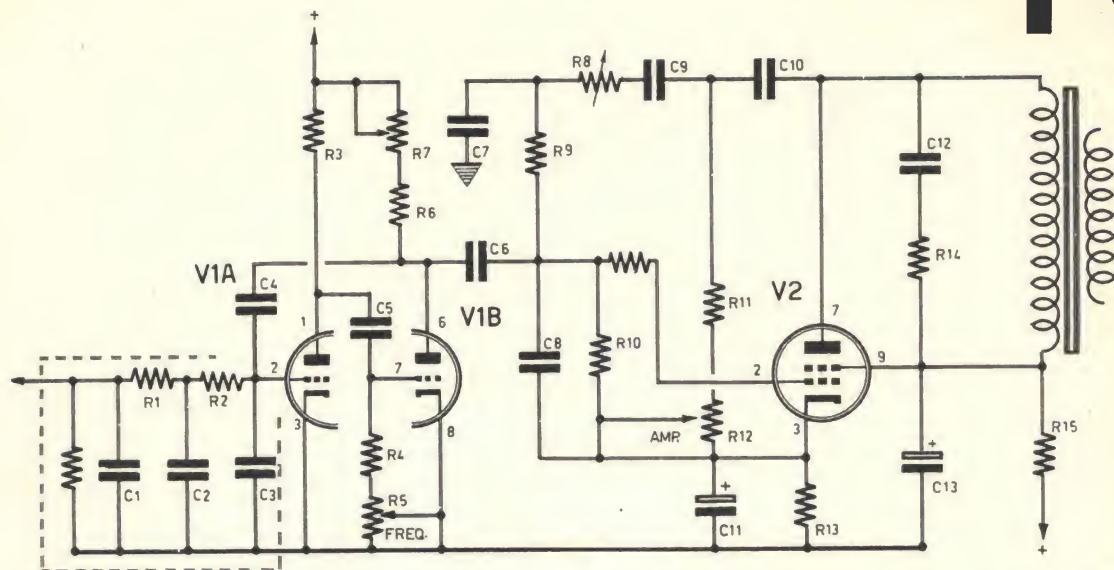 +
R8
C9
C10
R3
R7
C7
R9
C12
R6
R14
V1A
C4
C6
C5
V1B
R11
V2
1
6
7
C8
R10
2
7
2
9
R1
R2
3
8
AMP.
R12
3
R15
R4
C1
C2
C3
R5
FREQ.
+
C11
R13
+
C13
+